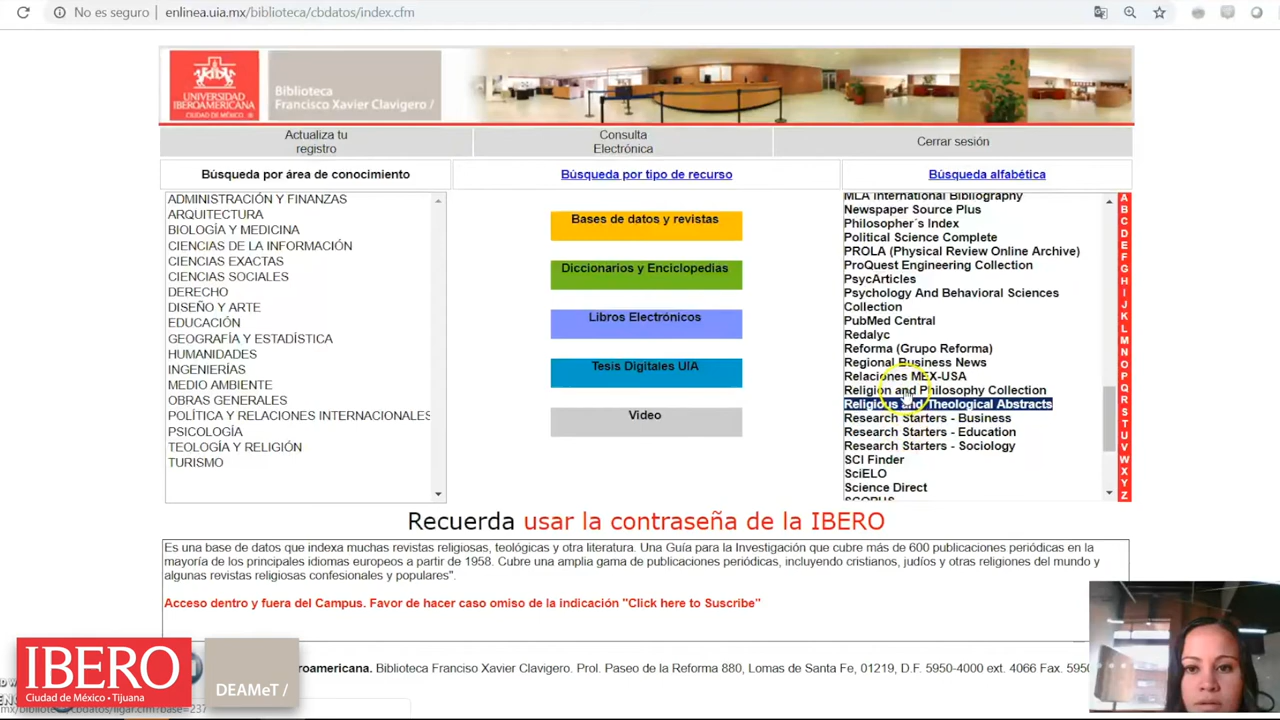 No es seguro
enlinea.uia.mx/biblioteca/cbdatos/index.cfm
UNIVERSIDAD
IBEROAMERICANA
CIUDAD DE MÉXICO
Biblioteca
Francisco Xavier Clavigero /
Actualiza tu
registro
Consulta
Electrónica
Cerrar sesión
Búsqueda por área de conocimiento
Búsqueda por tipo de recurso
Búsqueda alfabética
ADMINISTRACIÓN Y FINANZAS
ARQUITECTURA
BIOLOGÍA Y MEDICINA
CIENCIAS DE LA INFORMACIÓN
CIENCIAS EXACTAS
CIENCIAS SOCIALES
DERECHO
DISEÑO Y ARTE
EDUCACIÓN
GEOGRAFÍA Y ESTADÍSTICA
HUMANIDADES
INGENIERÍAS
MEDIO AMBIENTE
OBRAS GENERALES
POLÍTICA Y RELACIONES INTERNACIONALES
PSICOLOGÍA
TEOLOGÍA Y RELIGIÓN
TURISMO
Bases de datos y revistas
Diccionarios y Enciclopedias
Libros Electrónicos
Tesis Digitales UIA
Video
MLA International Bibliography
Newspaper Source Plus
Philosopher´s Index
Political Science Complete
PROLA (Physical Review Online Archive)
ProQuest Engineering Collection
PsycArticles
Psychology And Behavioral Sciences
Collection
PubMed Central
Redalyc
Reforma (Grupo Reforma)
Regional Business News
Relaciones MEX-USA
Religion and Philosophy Collection
Religious and Theological Abstracts
Research Starters - Business
Research Starters - Education
Research Starters - Sociology
SCI Finder
SciELO
Science Direct
SCOPUS
A
B
C
D
E
F
G
H
I
J
K
L
M
N
O
P
Q
R
S
T
U
V
W
X
Y
Z
Recuerda usar la contraseña de la IBERO
Es una base de datos que indexa muchas revistas religiosas, teológicas y otra literatura. Una Guía para la Investigación que cubre más de 600 publicaciones periódicas en la
mayoría de los principales idiomas europeos a partir de 1958. Cubre una amplia gama de publicaciones periódicas, incluyendo cristianos, judíos y otras religiones del mundo y
algunas revistas religiosas confesionales y populares".
Acceso dentro y fuera del Campus. Favor de hacer caso omiso de la indicación "Click here to Suscribe"
roamericana. Biblioteca Franciso Xavier Clavigero. Prol. Paseo de la Reforma 880, Lomas de Santa Fe, 01219, D.F. 5950-4000 ext. 4066 Fax. 595
IBERO
Ciudad de México • Tijuana
DEAMeT /
mx/biblioteca/cbdatos/ligar.cfm?base=237